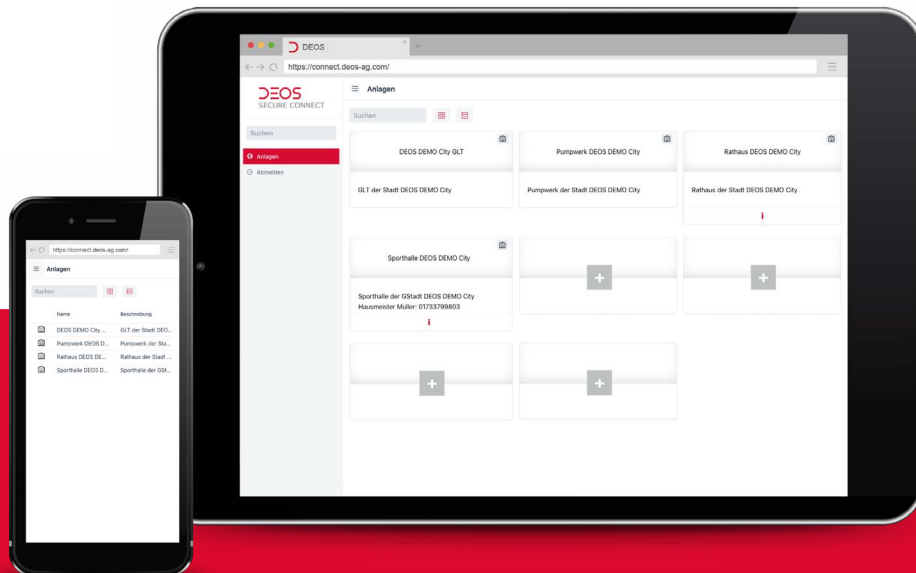 DEOS
https://connect.deos-ag.com/
DEOS
SECURE CONNECT
Suchen
Anlagen
Abmelden
Anlagen
Suchen
DEOS DEMO City GLT
GLT der Stadt DEOS DEMO City
Pumpwerk DEOS DEMO City
Pumpwerk der Stadt DEOS DEMO City
Rathaus DEOS DEMO City
Rathaus der Stadt DEOS DEMO City
i
Sporthalle DEOS DEMO City
Sporthalle der GStadt DEOS DEMO City
Hausmeister Müller: 01733799803
i
https://connect.deos-ag.com/
Anlagen
Suchen
Name Beschreibung
DEOS DEMO City ... GLT der Stadt DEO...
Pumpwerk DEOS D... Pumpwerk der Sta...
Rathaus DEOS DE... Rathaus der Stadt ...
Sporthalle DEOS D... Sporthalle der GSt...